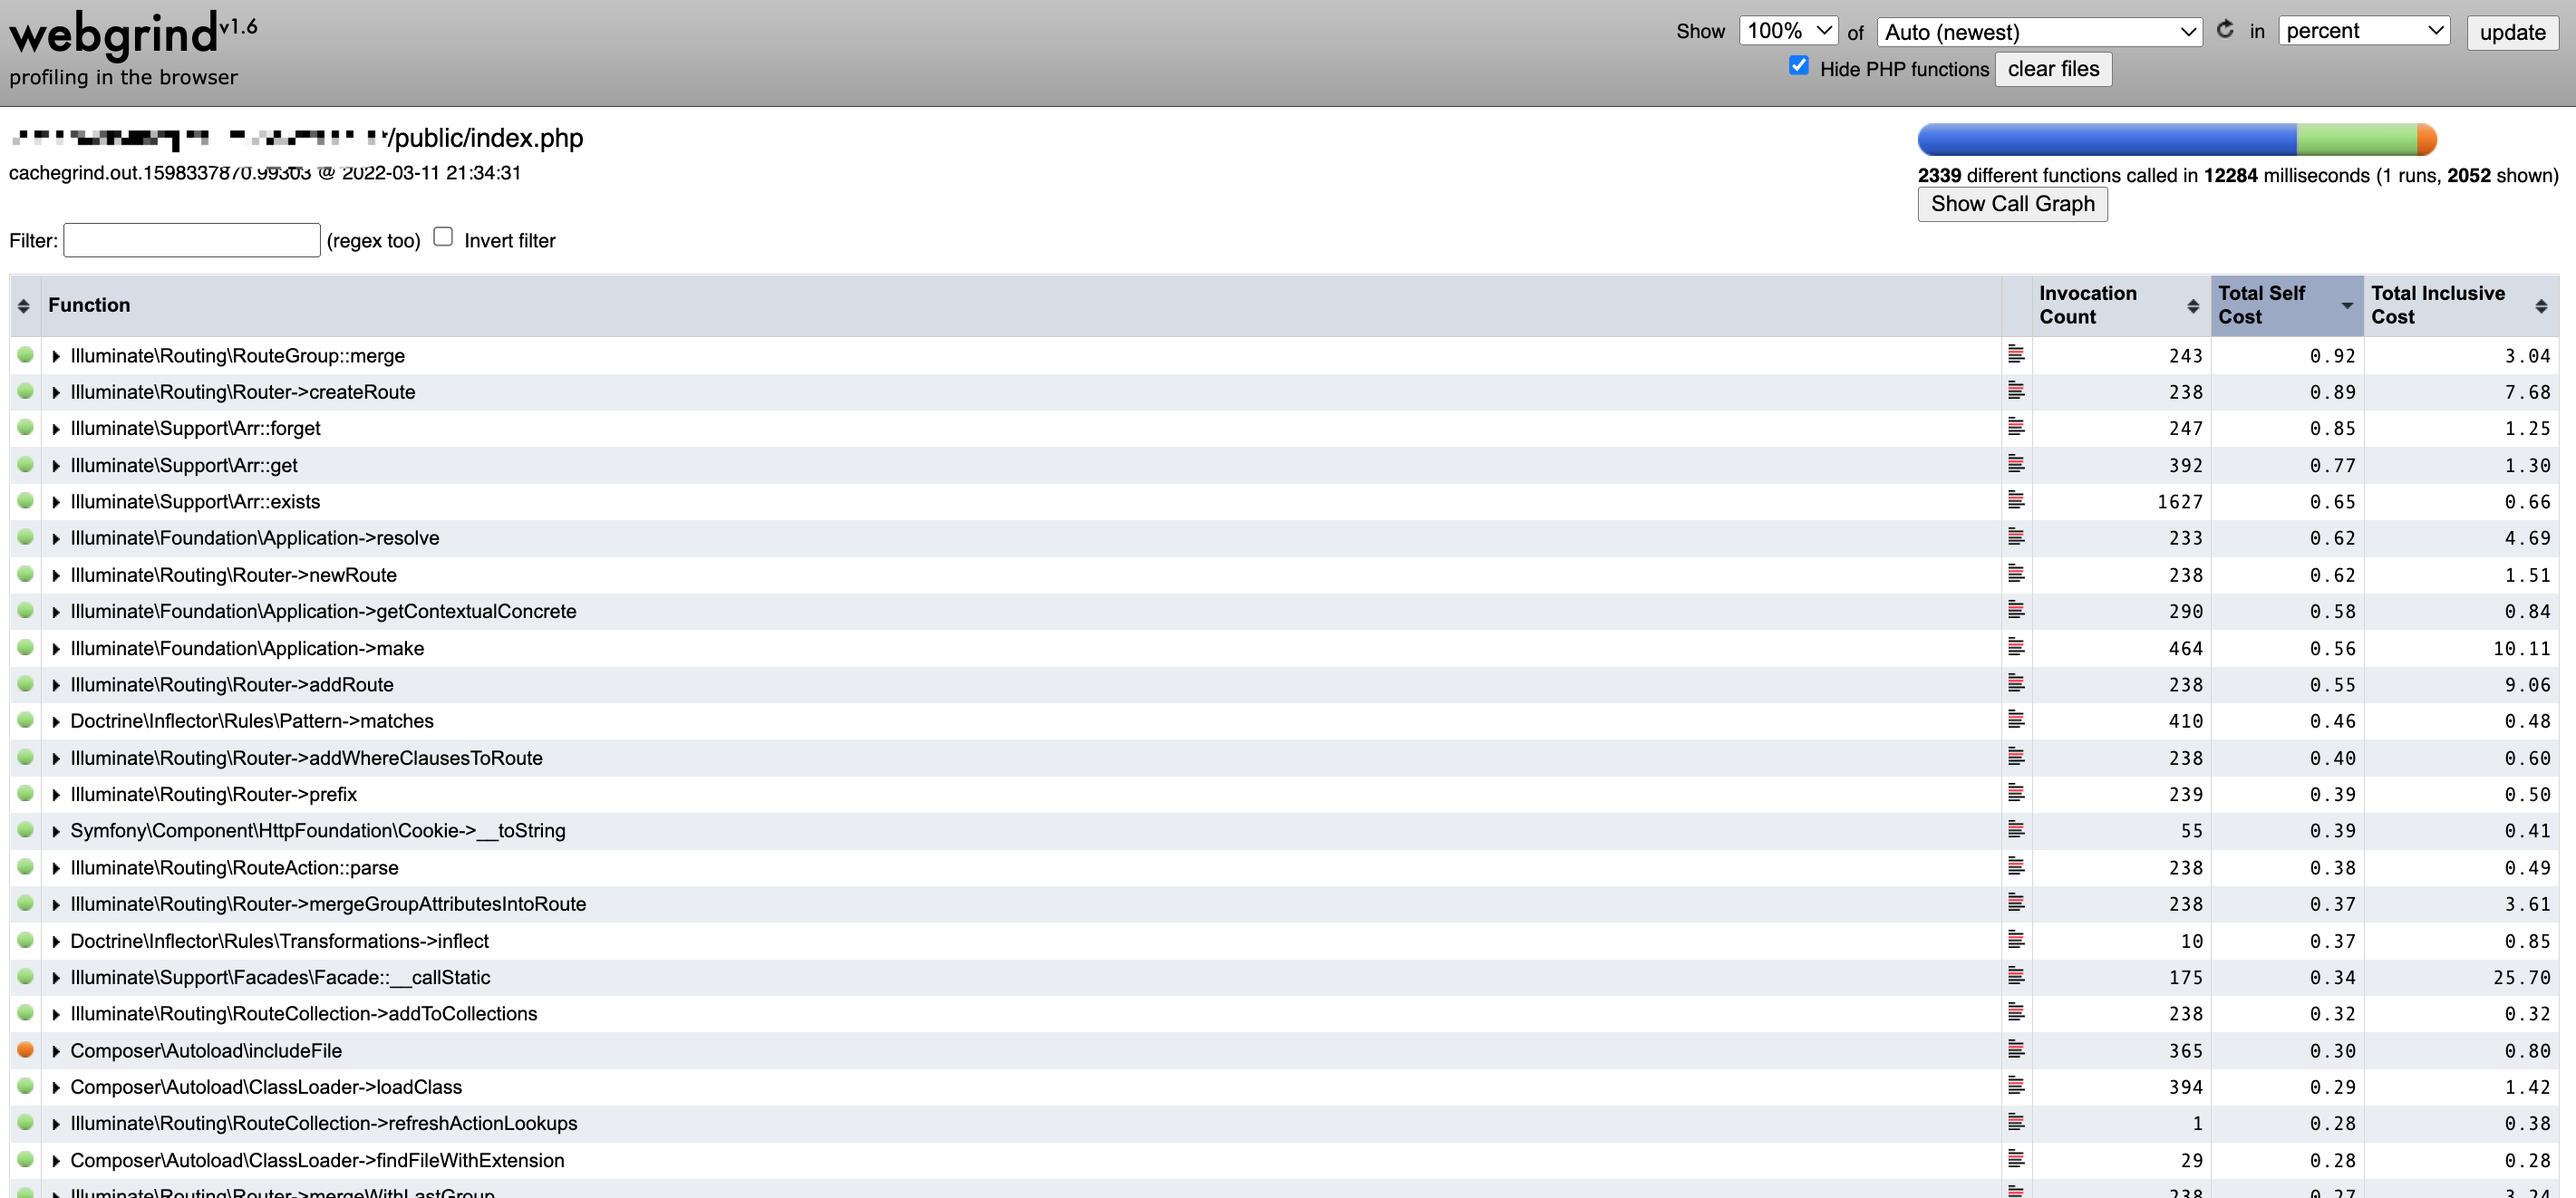 webgrind v1.6
profiling in the browser
Show 100% of Auto (newest) in percent update
Hide PHP functions clear files
/public/index.php
cachegrind.out.1598337870.99303 @ 2022-03-11 21:34:31
2339 different functions called in 12284 milliseconds (1 runs, 2052 shown)
Show Call Graph
Filter: (regex too) Invert filter
Function Invocation Count Total Self Cost Total Inclusive Cost
Illuminate\Routing\RouteGroup::merge 243 0.92 3.04
Illuminate\Routing\Router->createRoute 238 0.89 7.68
Illuminate\Support\Arr::forget 247 0.85 1.25
Illuminate\Support\Arr::get 392 0.77 1.30
Illuminate\Support\Arr::exists 1627 0.65 0.66
Illuminate\Foundation\Application->resolve 233 0.62 4.69
Illuminate\Routing\Router->newRoute 238 0.62 1.51
Illuminate\Foundation\Application->getContextualConcrete 290 0.58 0.84
Illuminate\Foundation\Application->make 464 0.56 10.11
Illuminate\Routing\Router->addRoute 238 0.55 9.06
Doctrine\Inflector\Rules\Pattern->matches 410 0.46 0.48
Illuminate\Routing\Router->addWhereClausesToRoute 238 0.40 0.60
Illuminate\Routing\Router->prefix 239 0.39 0.50
Symfony\Component\HttpFoundation\Cookie->__toString 55 0.39 0.41
Illuminate\Routing\RouteAction::parse 238 0.38 0.49
Illuminate\Routing\Router->mergeGroupAttributesIntoRoute 238 0.37 3.61
Doctrine\Inflector\Rules\Transformations->inflect 10 0.37 0.85
Illuminate\Support\Facades\Facade::__callStatic 175 0.34 25.70
Illuminate\Routing\RouteCollection->addToCollections 238 0.32 0.32
Composer\Autoload\includeFile 365 0.30 0.80
Composer\Autoload\ClassLoader->loadClass 394 0.29 1.42
Illuminate\Routing\RouteCollection->refreshActionLookups 1 0.28 0.38
Composer\Autoload\ClassLoader->findFileWithExtension 29 0.28 0.28
Illuminate\Routing\Router->mergeWithLastGroup 238 0.27 3.24